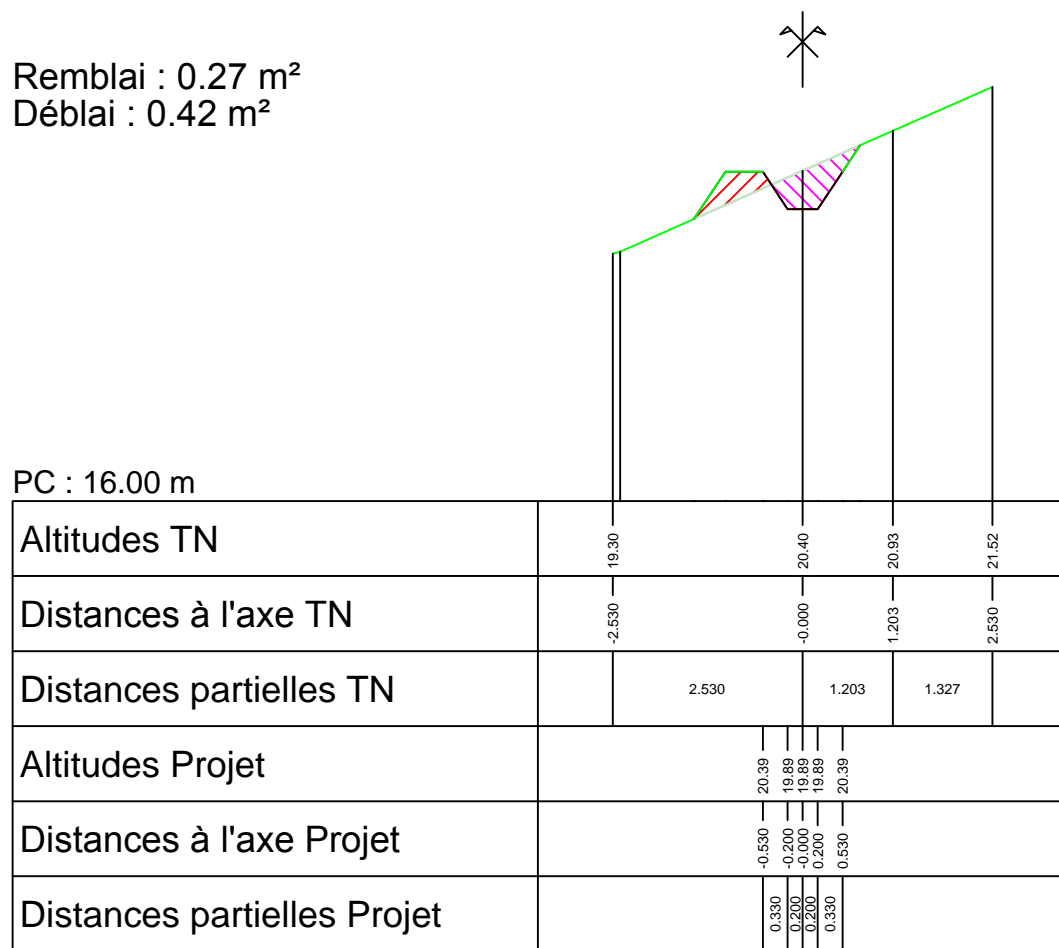 Remblai : 0.27 m²
Déblai : 0.42 m²
PC : 16.00 m
Altitudes TN 19.30 20.40 20.93 21.52
Distances à l'axe TN -2.530 -0.000 1.203 2.530
Distances partielles TN 2.530 1.203 1.327
Altitudes Projet 20.39 19.89 19.89 19.89 20.39
Distances à l'axe Projet -0.530 -0.200 -0.000 0.200 0.530
Distances partielles Projet 0.330 0.200 0.200 0.330